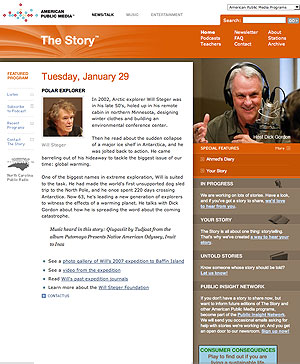 AMERICAN
PUBLIC MEDIA
NEWS/TALK
MUSIC
ABOUT US
American Public Media Programs
Search:
GO
The Story
Home
Podcasts
Teachers
Newsletter
FAQ
Contact
About
Stations
Archive
FEATURED
PROGRAM
Listen
Subscribe
to Podcast
Recent
Programs
Contact
The Story
North Carolina
Public Radio
Tuesday, January 29
POLAR EXPLORER
In 2002, Arctic explorer Will Steger was
in his late 50's, holed up in his remote
cabin in northern Minnesota, designing
winter clothes and building an
environmental conference center.
Then he read about the sudden collapse
of a major ice shelf in Antarctica, and he
was jolted back to action. He came
Will Steger
barreling out of his hideaway to tackle the biggest issue of our
time: global warming.
One of the biggest names in extreme exploration, Will is
suited to the task. He had made the world's first unsupported dog sled
trip to the North Pole, and he once spent 220 days crossing
Antarctica. Now 63, he's leading a new generation of explorers
to witness the effects of a warming planet. He talks with Dick
Gordon about how he is spreading the word about the coming
catastrophe.
Music heard in this story: Qiugaviit by Tudjaat from the
album Putomayo Presents Native American Odyssey, Inuit
to Inca
See a photo gallery of Will's 2007 expedition to Baffin Island
See a video from the expedition
Read Will's past expedition journals
Learn more about the Will Steger Foundation
CONTACT US
Host Dick Gordon
SPECIAL FEATURES
More
Ahmed's Diary
Your Story
IN PROGRESS
We are working on lots of stories. Have a look,
and if you've got a story to share, we'd love
to hear from you.
YOUR STORY
The Story is all about one thing: storytelling.
That's why we've created a way to hear your
story.
UNTOLD STORIES
Know someone whose story should be told?
Let us know!
PUBLIC INSIGHT NETWORK
If you don't have a story to share now, but
want to inform future editions of The Story and
other American Public Media programs,
become part of the Public Insight Network.
We will send you occasional emails asking
for help with stories we're working on. And you get
an open door to our newsroom. Sign up now!
CONSUMER CONSEQUENCES
Play to find out if you are
living a sustainable life.